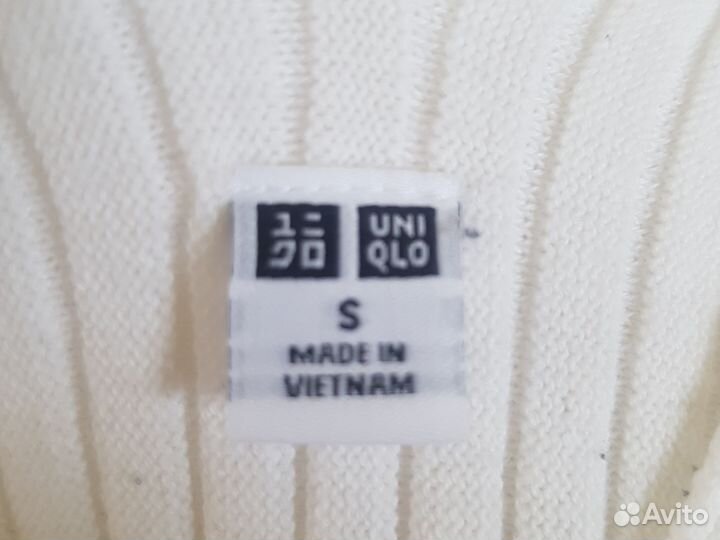 ユニ
クロ
UNI
QLO
S
MADE IN
VIETNAM
Avito